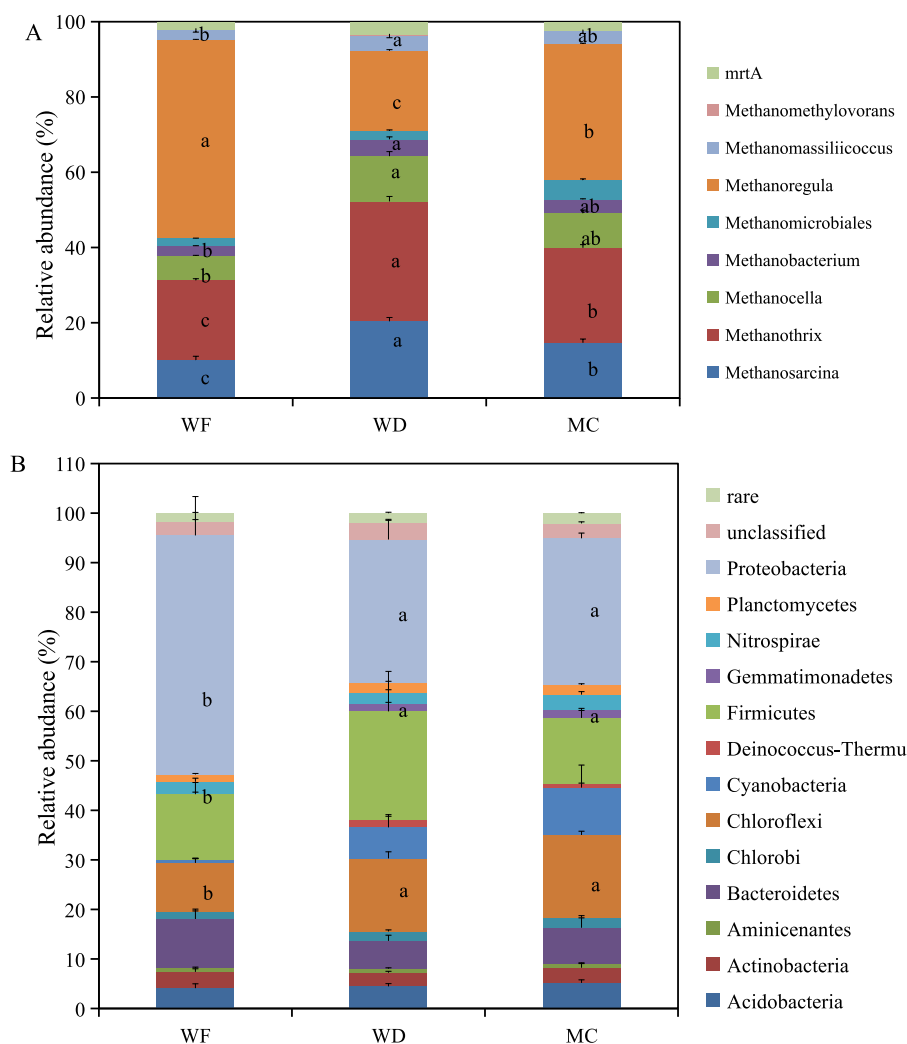 A
100
80
60
40
20
0
Relative abundance (%)
b
a
b
b
c
c
a
c
a
a
a
a
ab
b
ab
ab
b
b
WF
WD
MC
mrtA
Methanomethylovorans
Methanomassiliicoccus
Methanoregula
Methanomicrobiales
Methanobacterium
Methanocella
Methanothrix
Methanosarcina
B
110
100
90
80
70
60
50
40
30
20
10
0
Relative abudance (%)
b
b
b
a
a
a
a
a
a
WF
WD
MC
rare
unclassified
Proteobacteria
Planctomycetes
Nitrospirae
Gemmatimonadetes
Firmicutes
Deinococcus-Thermu
Cyanobacteria
Chloroflexi
Chlorobi
Bacteroidetes
Aminicenantes
Actinobacteria
Acidobacteria